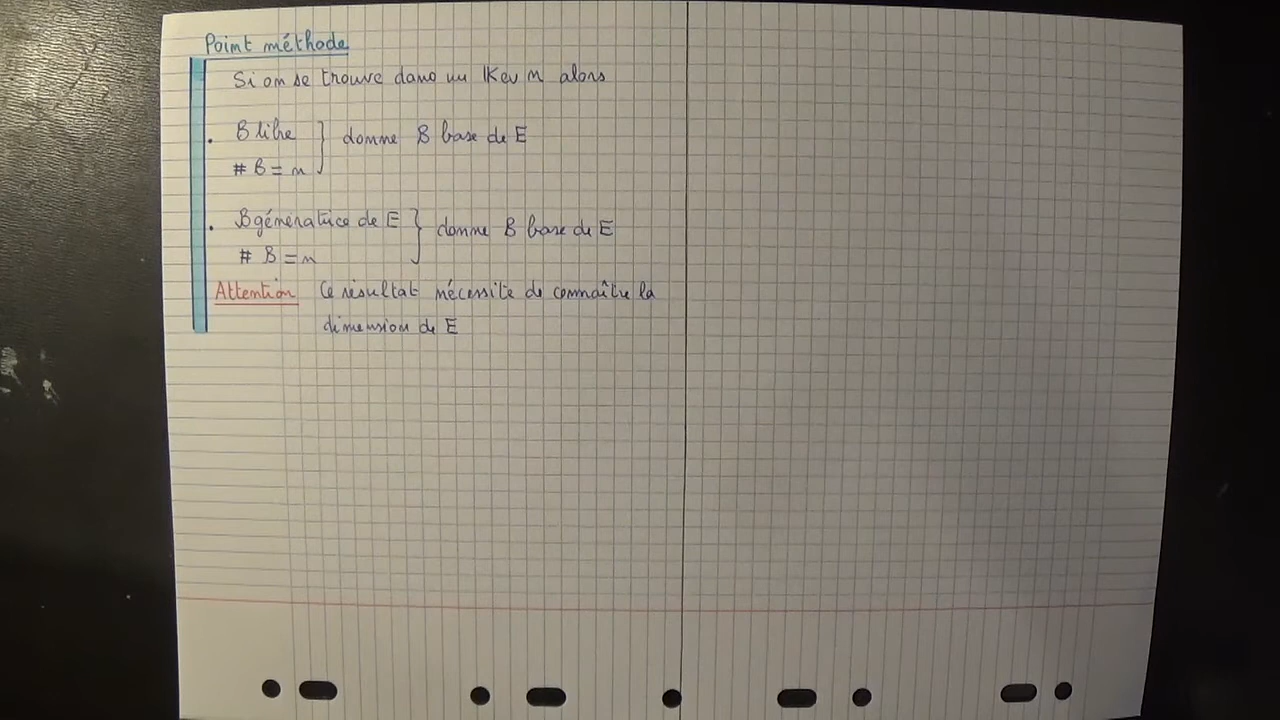 Point méthode
Si on se trouve dans un Kev n alors
. B libre } donne B base de E
# B = n
. B génératrice de E } donne B base de E
# B = n
Attention Ce résultat nécessite de connaître la
dimension de E